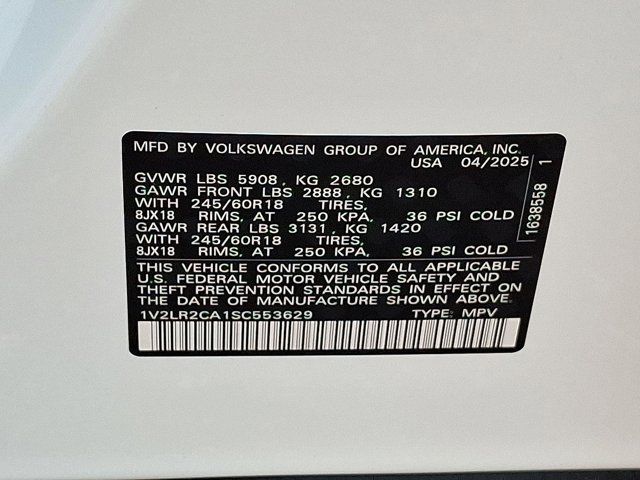 MFD BY VOLKSWAGEN GROUP OF AMERICA, INC.
USA 04/2025
GVWR LBS 5908, KG 2680
GAWR FRONT LBS 2888, KG 1310
WITH 245/60R18 TIRES,
8JX18 RIMS, AT 250 KPA, 36 PSI COLD
GAWR REAR LBS 3131, KG 1420
WITH 245/60R18 TIRES,
8JX18 RIMS, AT 250 KPA, 36 PSI COLD
THIS VEHICLE CONFORMS TO ALL APPLICABLE
U.S. FEDERAL MOTOR VEHICLE SAFETY AND
THEFT PREVENTION STANDARDS IN EFFECT ON
THE DATE OF MANUFACTURE SHOWN ABOVE.
1V2LR2CA1SC553629 TYPE: MPV
1638558 1